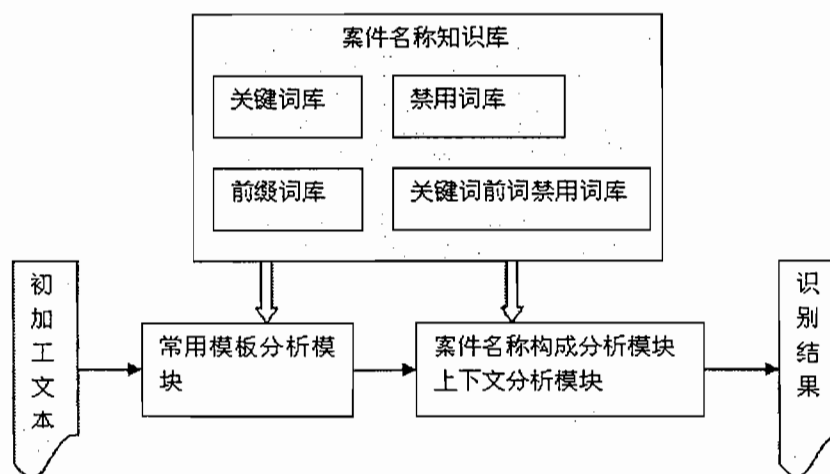 案件名称知识库
关键词库
禁用词库
前缀词库
关键词前词禁用词库
初加工文本
常用模板分析模
块
案件名称构成分析模块
上下文分析模块
识别结果